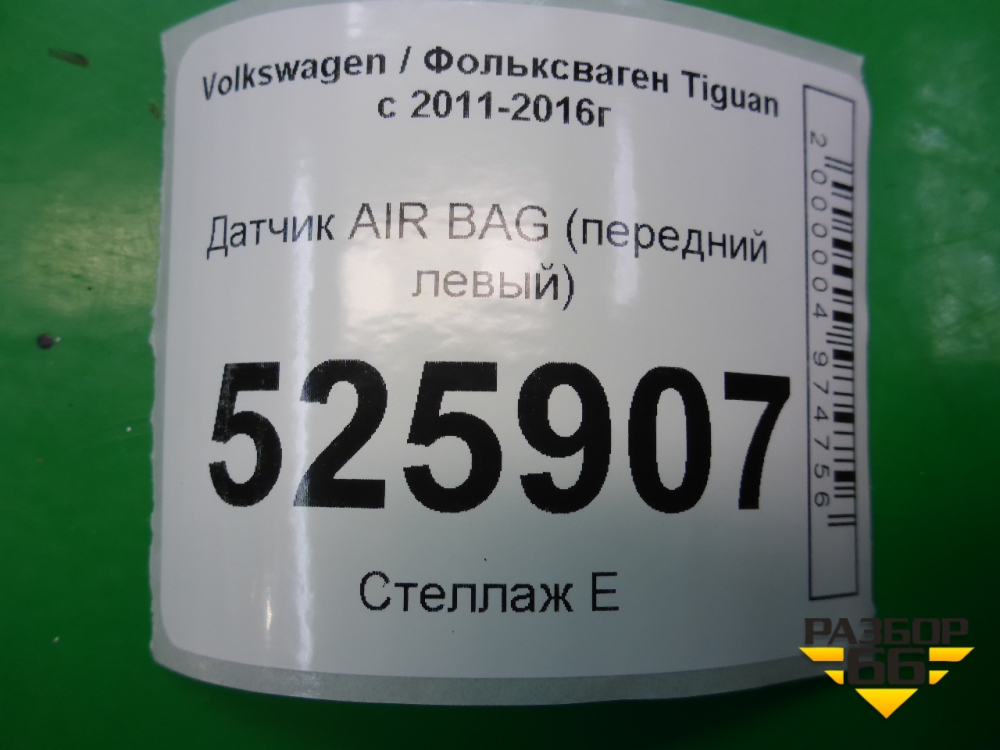 Volkswagen / Фольксваген Tiguan
с 2011-2016г
Датчик AIR BAG (передний
левый)
525907
Стеллаж Е
2000004974756
РАЗБОР
66